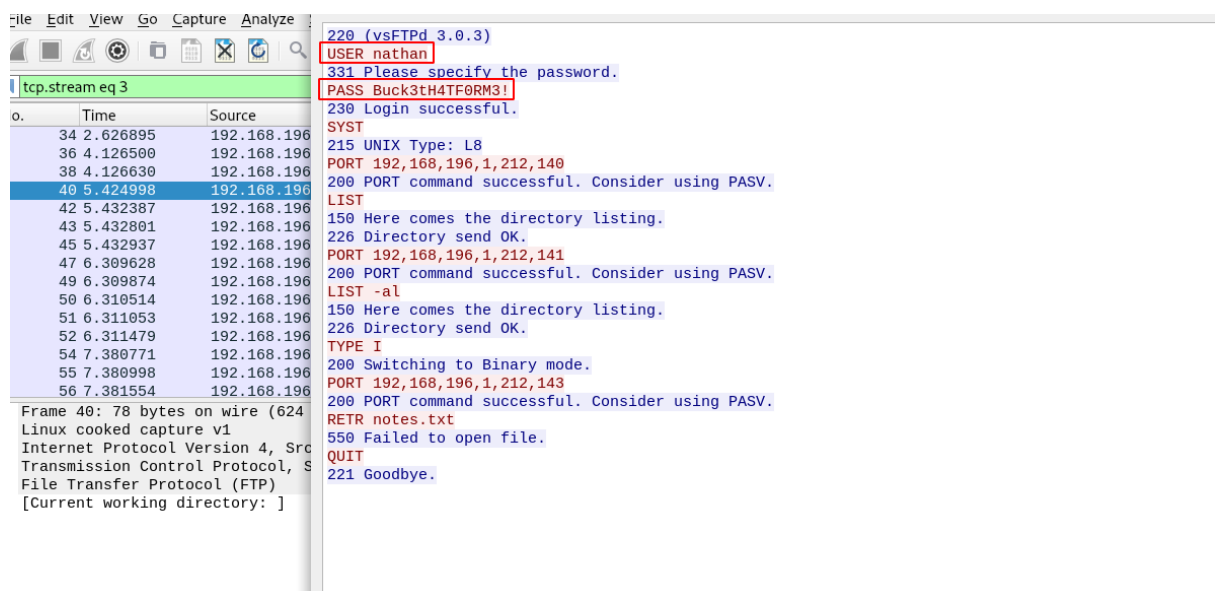 File Edit View Go Capture Analyze
tcp.stream eq 3
o. Time Source
34 2.626895 192.168.196
36 4.126500 192.168.196
38 4.126630 192.168.196
40 5.424998 192.168.196
42 5.432387 192.168.196
43 5.432801 192.168.196
45 5.432937 192.168.196
47 6.309628 192.168.196
49 6.309874 192.168.196
50 6.310514 192.168.196
51 6.311053 192.168.196
52 6.311479 192.168.196
54 7.380771 192.168.196
55 7.380998 192.168.196
56 7.381554 192.168.196
Frame 40: 78 bytes on wire (624
Linux cooked capture v1
Internet Protocol Version 4, Src
Transmission Control Protocol, S
File Transfer Protocol (FTP)
[Current working directory: ]
220 (vsFTPd 3.0.3)
USER nathan
331 Please specify the password.
PASS Buck3tH4TF0RM3!
230 Login successful.
SYST
215 UNIX Type: L8
PORT 192,168,196,1,212,140
200 PORT command successful. Consider using PASV.
LIST
150 Here comes the directory listing.
226 Directory send OK.
PORT 192,168,196,1,212,141
200 PORT command successful. Consider using PASV.
LIST -al
150 Here comes the directory listing.
226 Directory send OK.
TYPE I
200 Switching to Binary mode.
PORT 192,168,196,1,212,143
200 PORT command successful. Consider using PASV.
RETR notes.txt
550 Failed to open file.
QUIT
221 Goodbye.